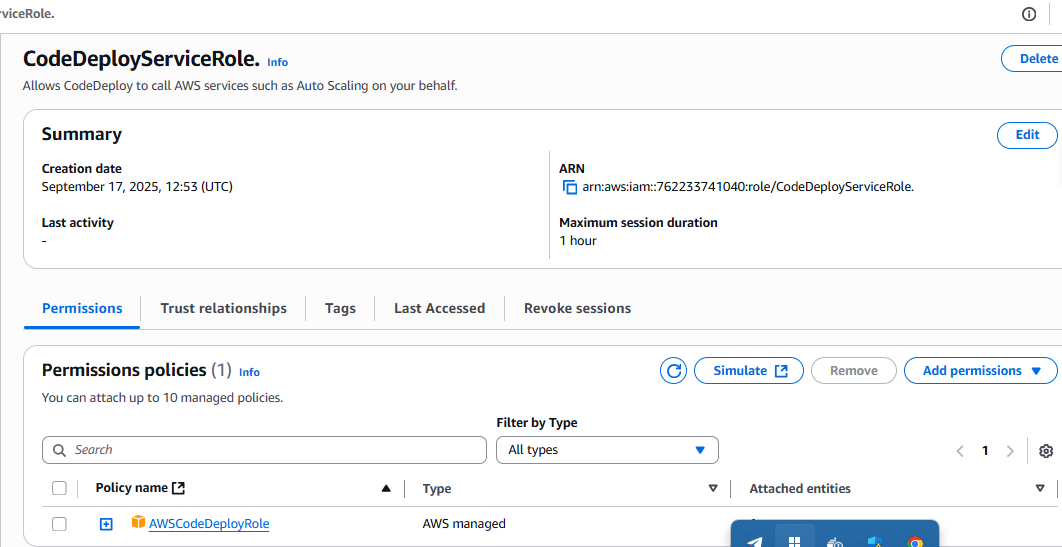 viceRole.
CodeDeployServiceRole. Info
Delete
Allows CodeDeploy to call AWS services such as Auto Scaling on your behalf.
Summary
Edit
Creation date
September 17, 2025, 12:53 (UTC)
ARN
arn:aws:iam::762233741040:role/CodeDeployServiceRole.
Last activity
-
Maximum session duration
1 hour
Permissions
Trust relationships
Tags
Last Accessed
Revoke sessions
Permissions policies (1) Info
Simulate
Remove
Add permissions
You can attach up to 10 managed policies.
Filter by Type
Search
All types
1
Policy name
Type
Attached entities
AWSCodeDeployRole
AWS managed